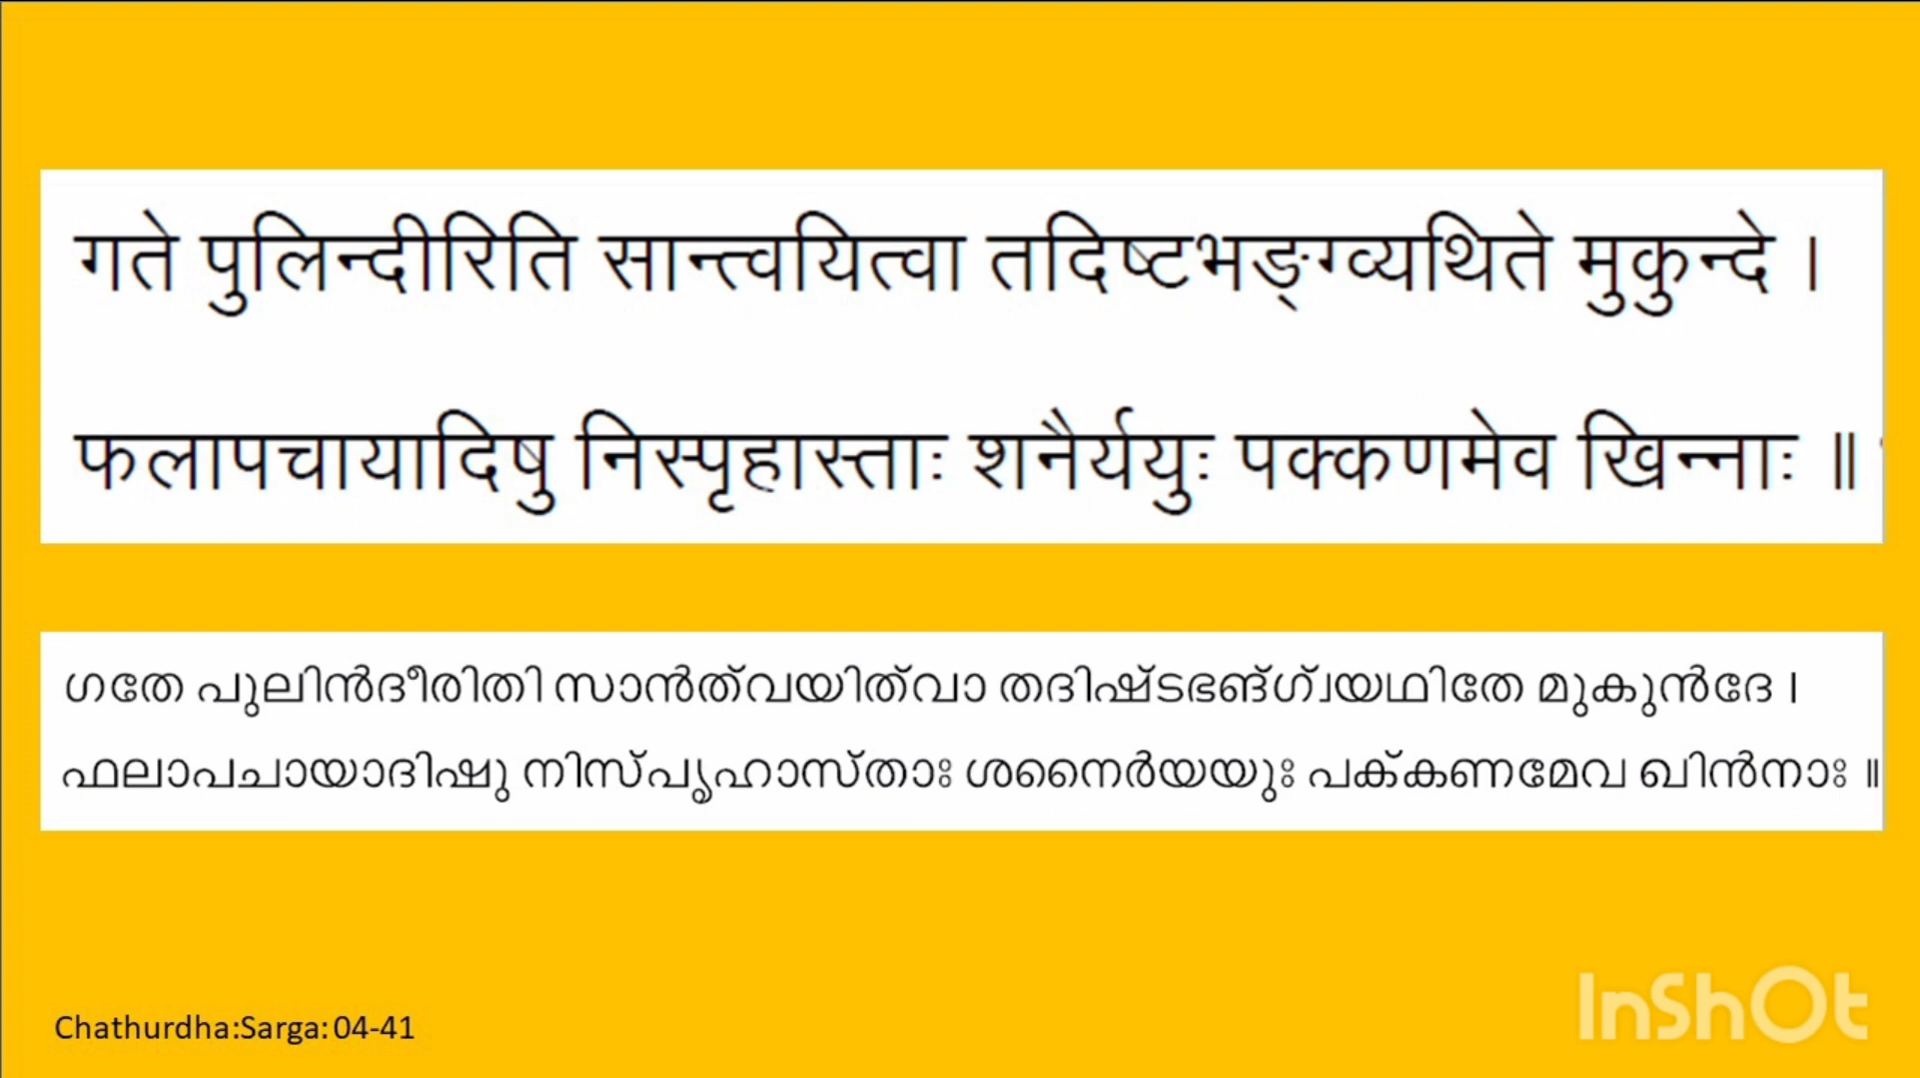 गते पुलिन्दीरिति सान्त्वयित्वा तदिष्टभङ्ग्व्यथिते मुकुन्दे ।
फलापचायादिषु निस्पृहास्ताः शनैर्ययुः पक्कणमेव खिन्नाः ॥
ഗതേ പുലിൻദീരിതി സാൻത്വയിത്വാ തദിഷ്ടഭങ്ഗ്വ്യഥിതേ മുകുൻദേ ।
ഫലാപചായാദിഷു നിസ്പൃഹാസ്താഃ ശനൈർയയുഃ പക്കണമേവ ഖിൻനാഃ ॥
Chathurdha:Sarga: 04-41
InShOt